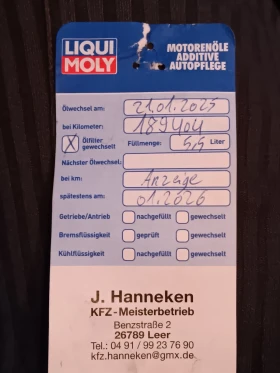 LIQUI MOLY
MOTORENÖLE
ADDITIVE
AUTOPFLEGE
Ölwechsel am: 21.01.2025
bei Kilometer: 189404
X Ölfilter gewechselt Füllmenge: 5,5 Liter
Nächster Ölwechsel:
bei km: Anzeige
spätestens am: 01.2026
Getriebe/Antrieb nachgefüllt gewechselt
Bremsflüssigkeit geprüft gewechselt
Kühlflüssigkeit nachgefüllt gewechselt
J. Hanneken
KFZ-Meisterbetrieb
Benzstraße 2
26789 Leer
Tel.: 04 91 / 99 23 76 90
kfz.hanneken@gmx.de